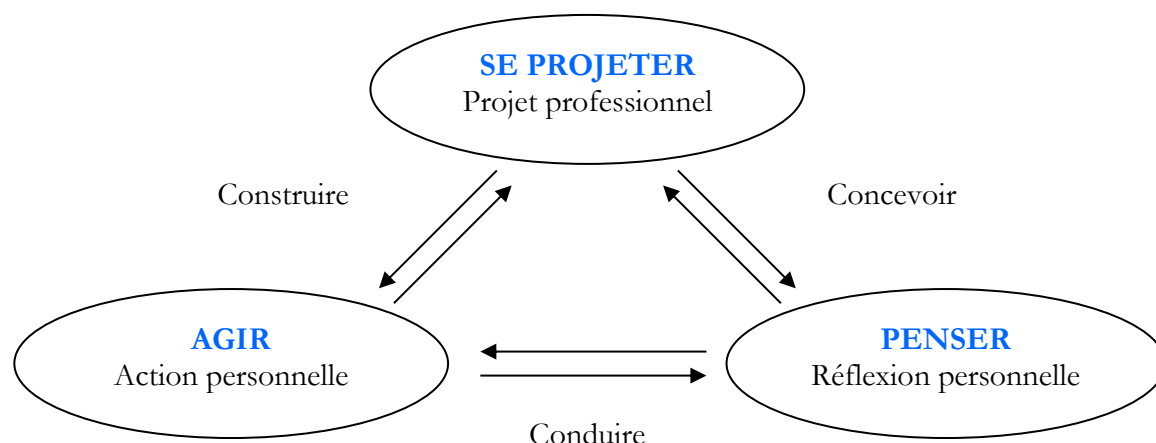 SE PROJETER
Projet professionnel
Construire
Concevoir
AGIR
Action personnelle
PENSER
Réflexion personnelle
Conduire